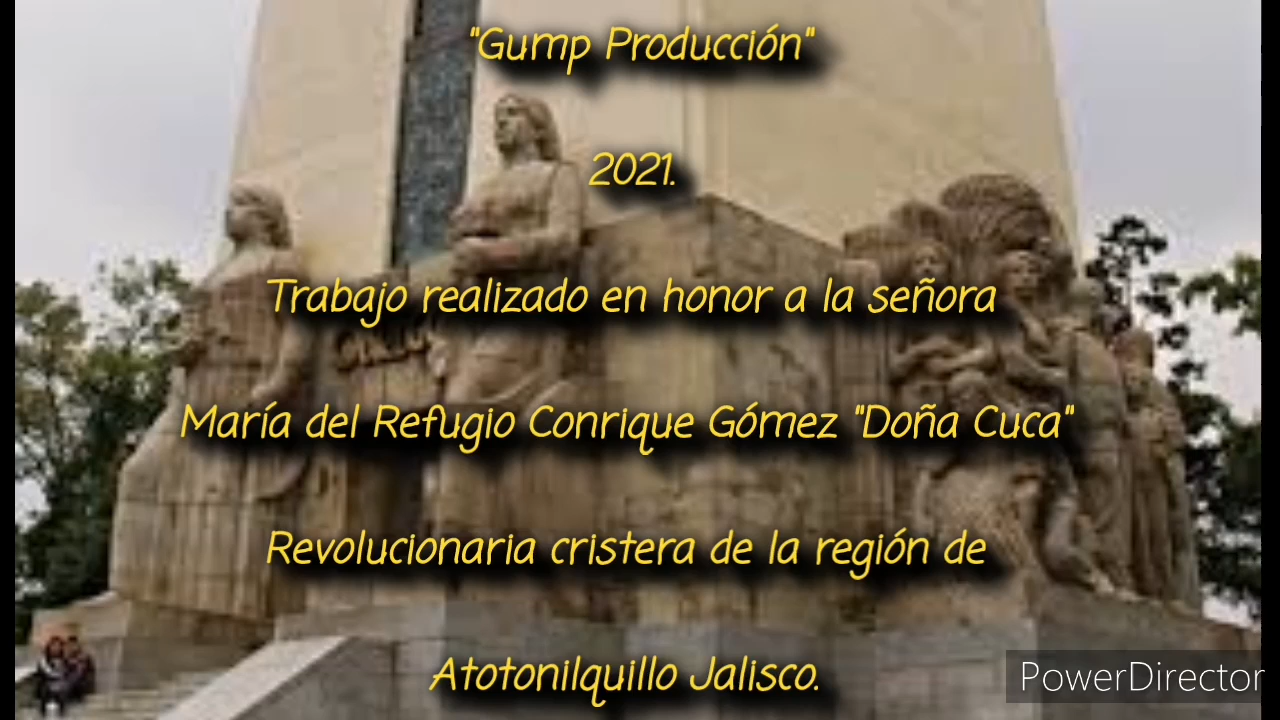 "Gump Producción"
2021.
Trabajo realizado en honor a la señora
María del Refugio Conrique Gómez "Doña Cuca"
Revolucionaria cristera de la región de
Atotonilquillo Jalisco.
PowerDirector